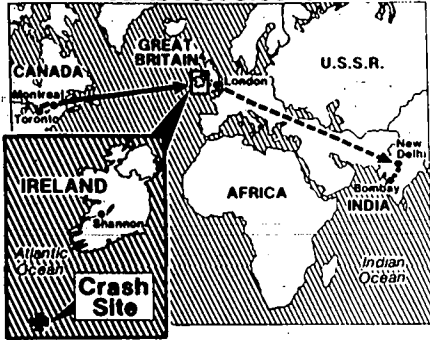 GREAT
BRITAIN
CANADA
U.S.S.R.
Montreal
London
Toronto
New
Delhi
Bombay
INDIA
IRELAND
AFRICA
Shannon
Atlantic
Ocean
Indian
Ocean
Crash
Site